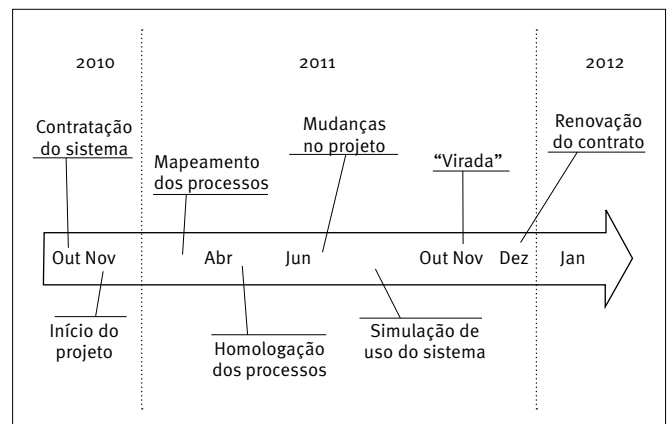 2010
2011
2012
Contratação
do sistema
Mapeamento
dos processos
Mudanças
no projeto
"Virada"
Renovação
do contrato
Out Nov
Abr
Jun
Out Nov
Dez
Jan
Início do
projeto
Homologação
dos processos
Simulação de
uso do sistema